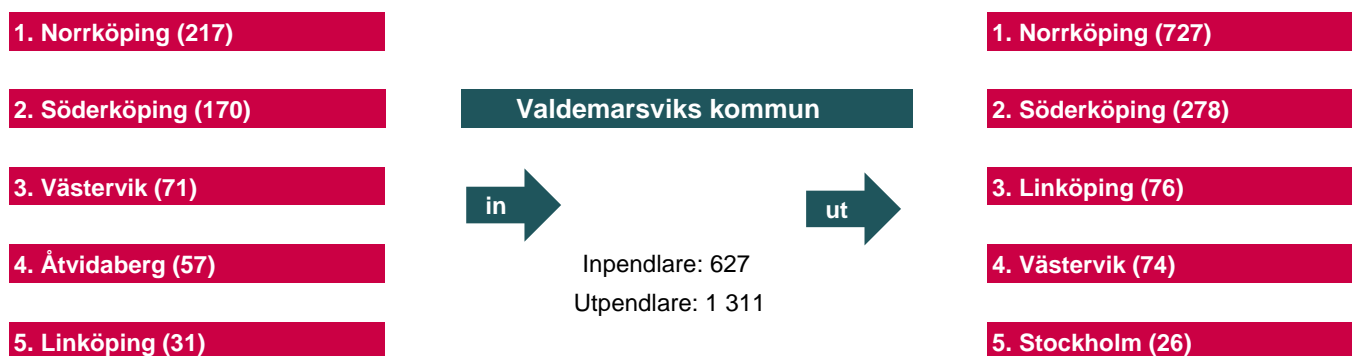 1. Norrköping (217)
2. Söderköping (170)
3. Västervik (71)
4. Åtvidaberg (57)
5. Linköping (31)
Valdemarsviks kommun
in
ut
Inpendlare: 627
Utpendlare: 1 311
1. Norrköping (727)
2. Söderköping (278)
3. Linköping (76)
4. Västervik (74)
5. Stockholm (26)